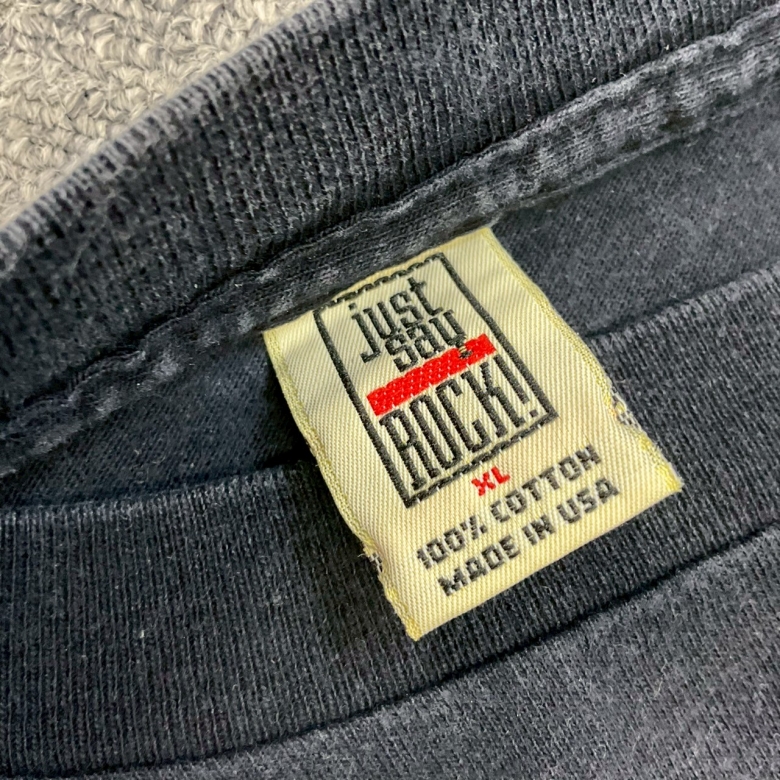 just
say
ROCK!
XL
100% COTTON
MADE IN USA